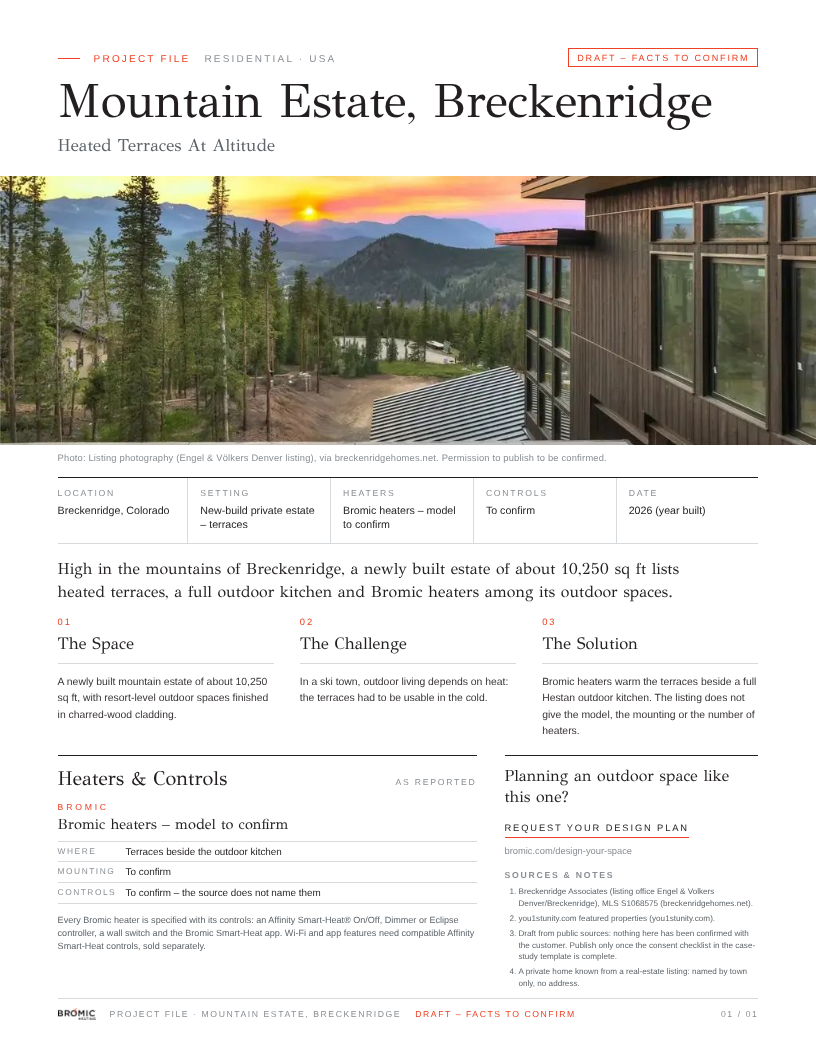 PROJECT FILE RESIDENTIAL · USA
DRAFT – FACTS TO CONFIRM
Mountain Estate, Breckenridge
Heated Terraces At Altitude
Photo: Listing photography (Engel & Völkers Denver listing), via breckenridgehomes.net. Permission to publish to be confirmed.
LOCATION
Breckenridge, Colorado
SETTING
New-build private estate
– terraces
HEATERS
Bromic heaters – model
to confirm
CONTROLS
To confirm
DATE
2026 (year built)
High in the mountains of Breckenridge, a newly built estate of about 10,250 sq ft lists
heated terraces, a full outdoor kitchen and Bromic heaters among its outdoor spaces.
01
The Space
A newly built mountain estate of about 10,250
sq ft, with resort-level outdoor spaces finished
in charred-wood cladding.
02
The Challenge
In a ski town, outdoor living depends on heat:
the terraces had to be usable in the cold.
03
The Solution
Bromic heaters warm the terraces beside a full
Hestan outdoor kitchen. The listing does not
give the model, the mounting or the number of
heaters.
Heaters & Controls
AS REPORTED
BROMIC
Bromic heaters – model to confirm
WHERE Terraces beside the outdoor kitchen
MOUNTING To confirm
CONTROLS To confirm – the source does not name them
Every Bromic heater is specified with its controls: an Affinity Smart-Heat® On/Off, Dimmer or Eclipse
controller, a wall switch and the Bromic Smart-Heat app. Wi-Fi and app features need compatible Affinity
Smart-Heat controls, sold separately.
Planning an outdoor space like
this one?
REQUEST YOUR DESIGN PLAN
bromic.com/design-your-space
SOURCES & NOTES
1. Breckenridge Associates (listing office Engel & Volkers
Denver/Breckenridge), MLS S1068575 (breckenridgehomes.net).
2. you1stunity.com featured properties (you1stunity.com).
3. Draft from public sources: nothing here has been confirmed with
the customer. Publish only once the consent checklist in the case-
study template is complete.
4. A private home known from a real-estate listing: named by town
only, no address.
BROMIC
HEATING
PROJECT FILE · MOUNTAIN ESTATE, BRECKENRIDGE DRAFT – FACTS TO CONFIRM
01 / 01